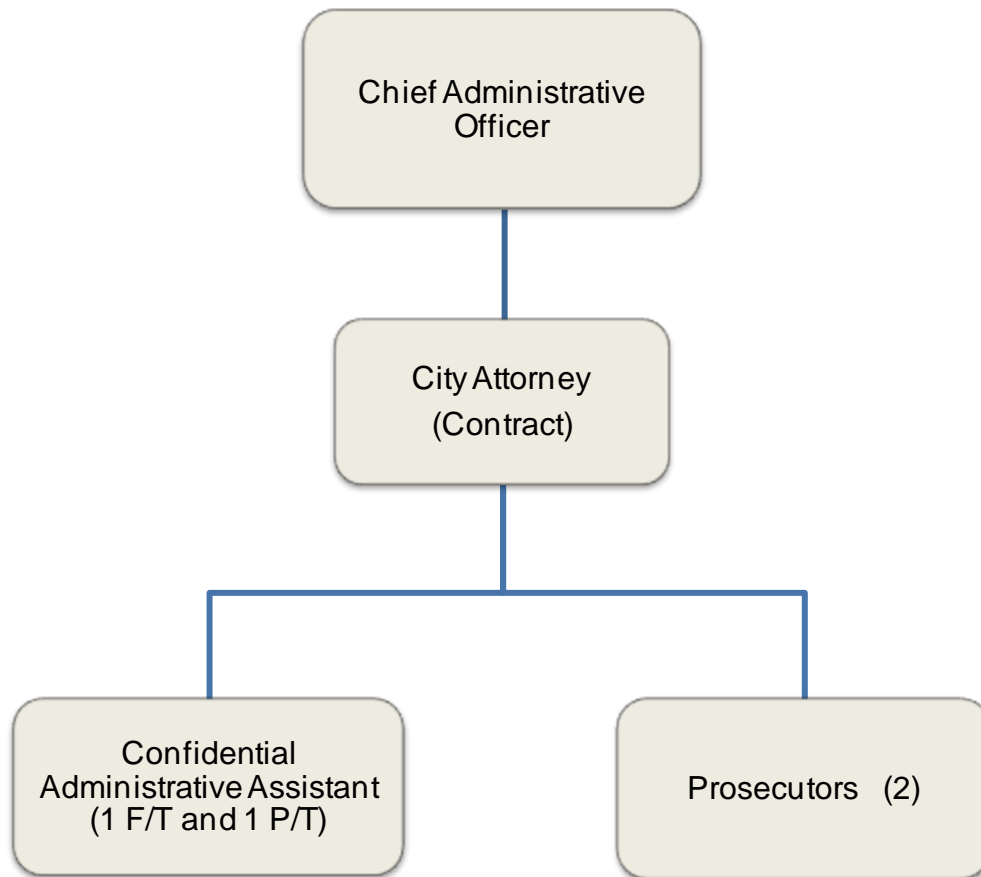 Chief Administrative
Officer
City Attorney
(Contract)
Confidential
Administrative Assistant
(1 F/T and 1 P/T)
Prosecutors (2)